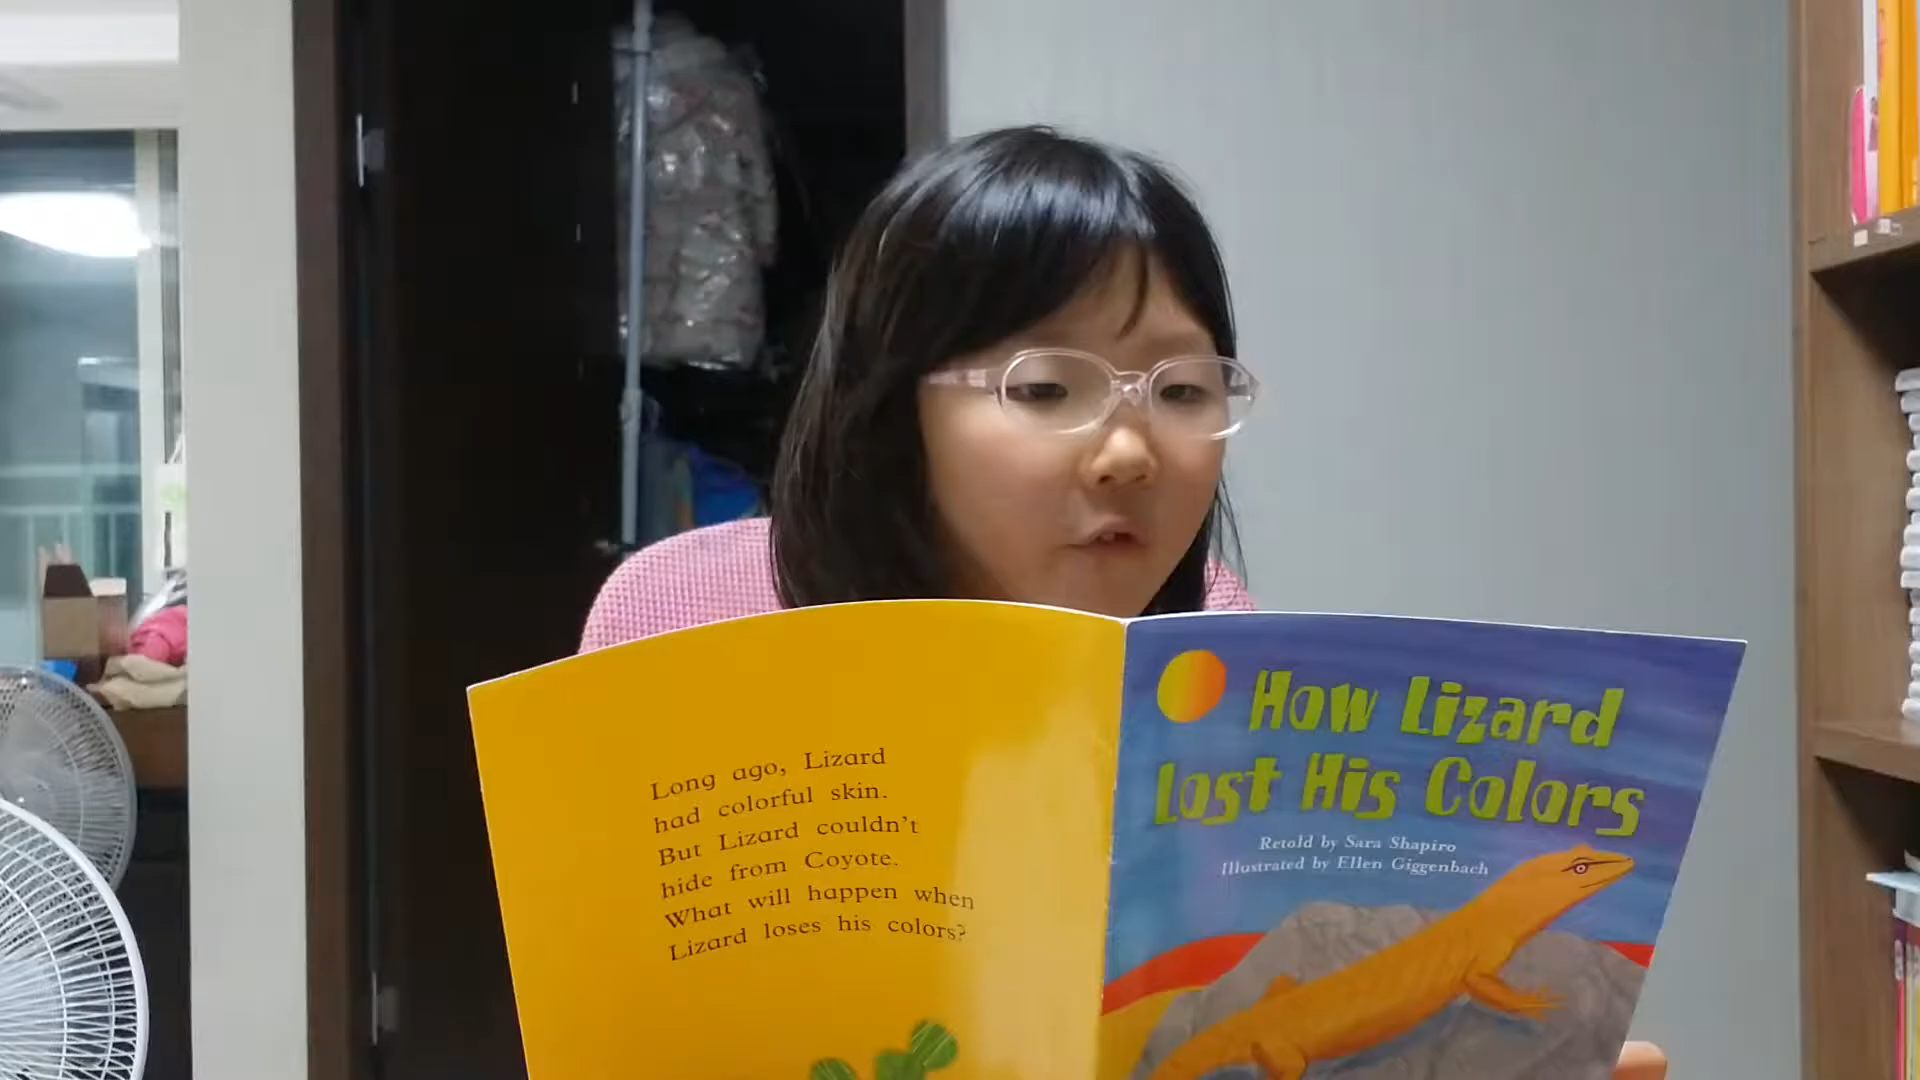 Long ago, Lizard
had colorful skin.
But Lizard couldn't
hide from Coyote.
What will happen when
Lizard loses his colors?
How Lizard
Lost His Colors
Retold by Sara Shapiro
Illustrated by Ellen Giggenbach